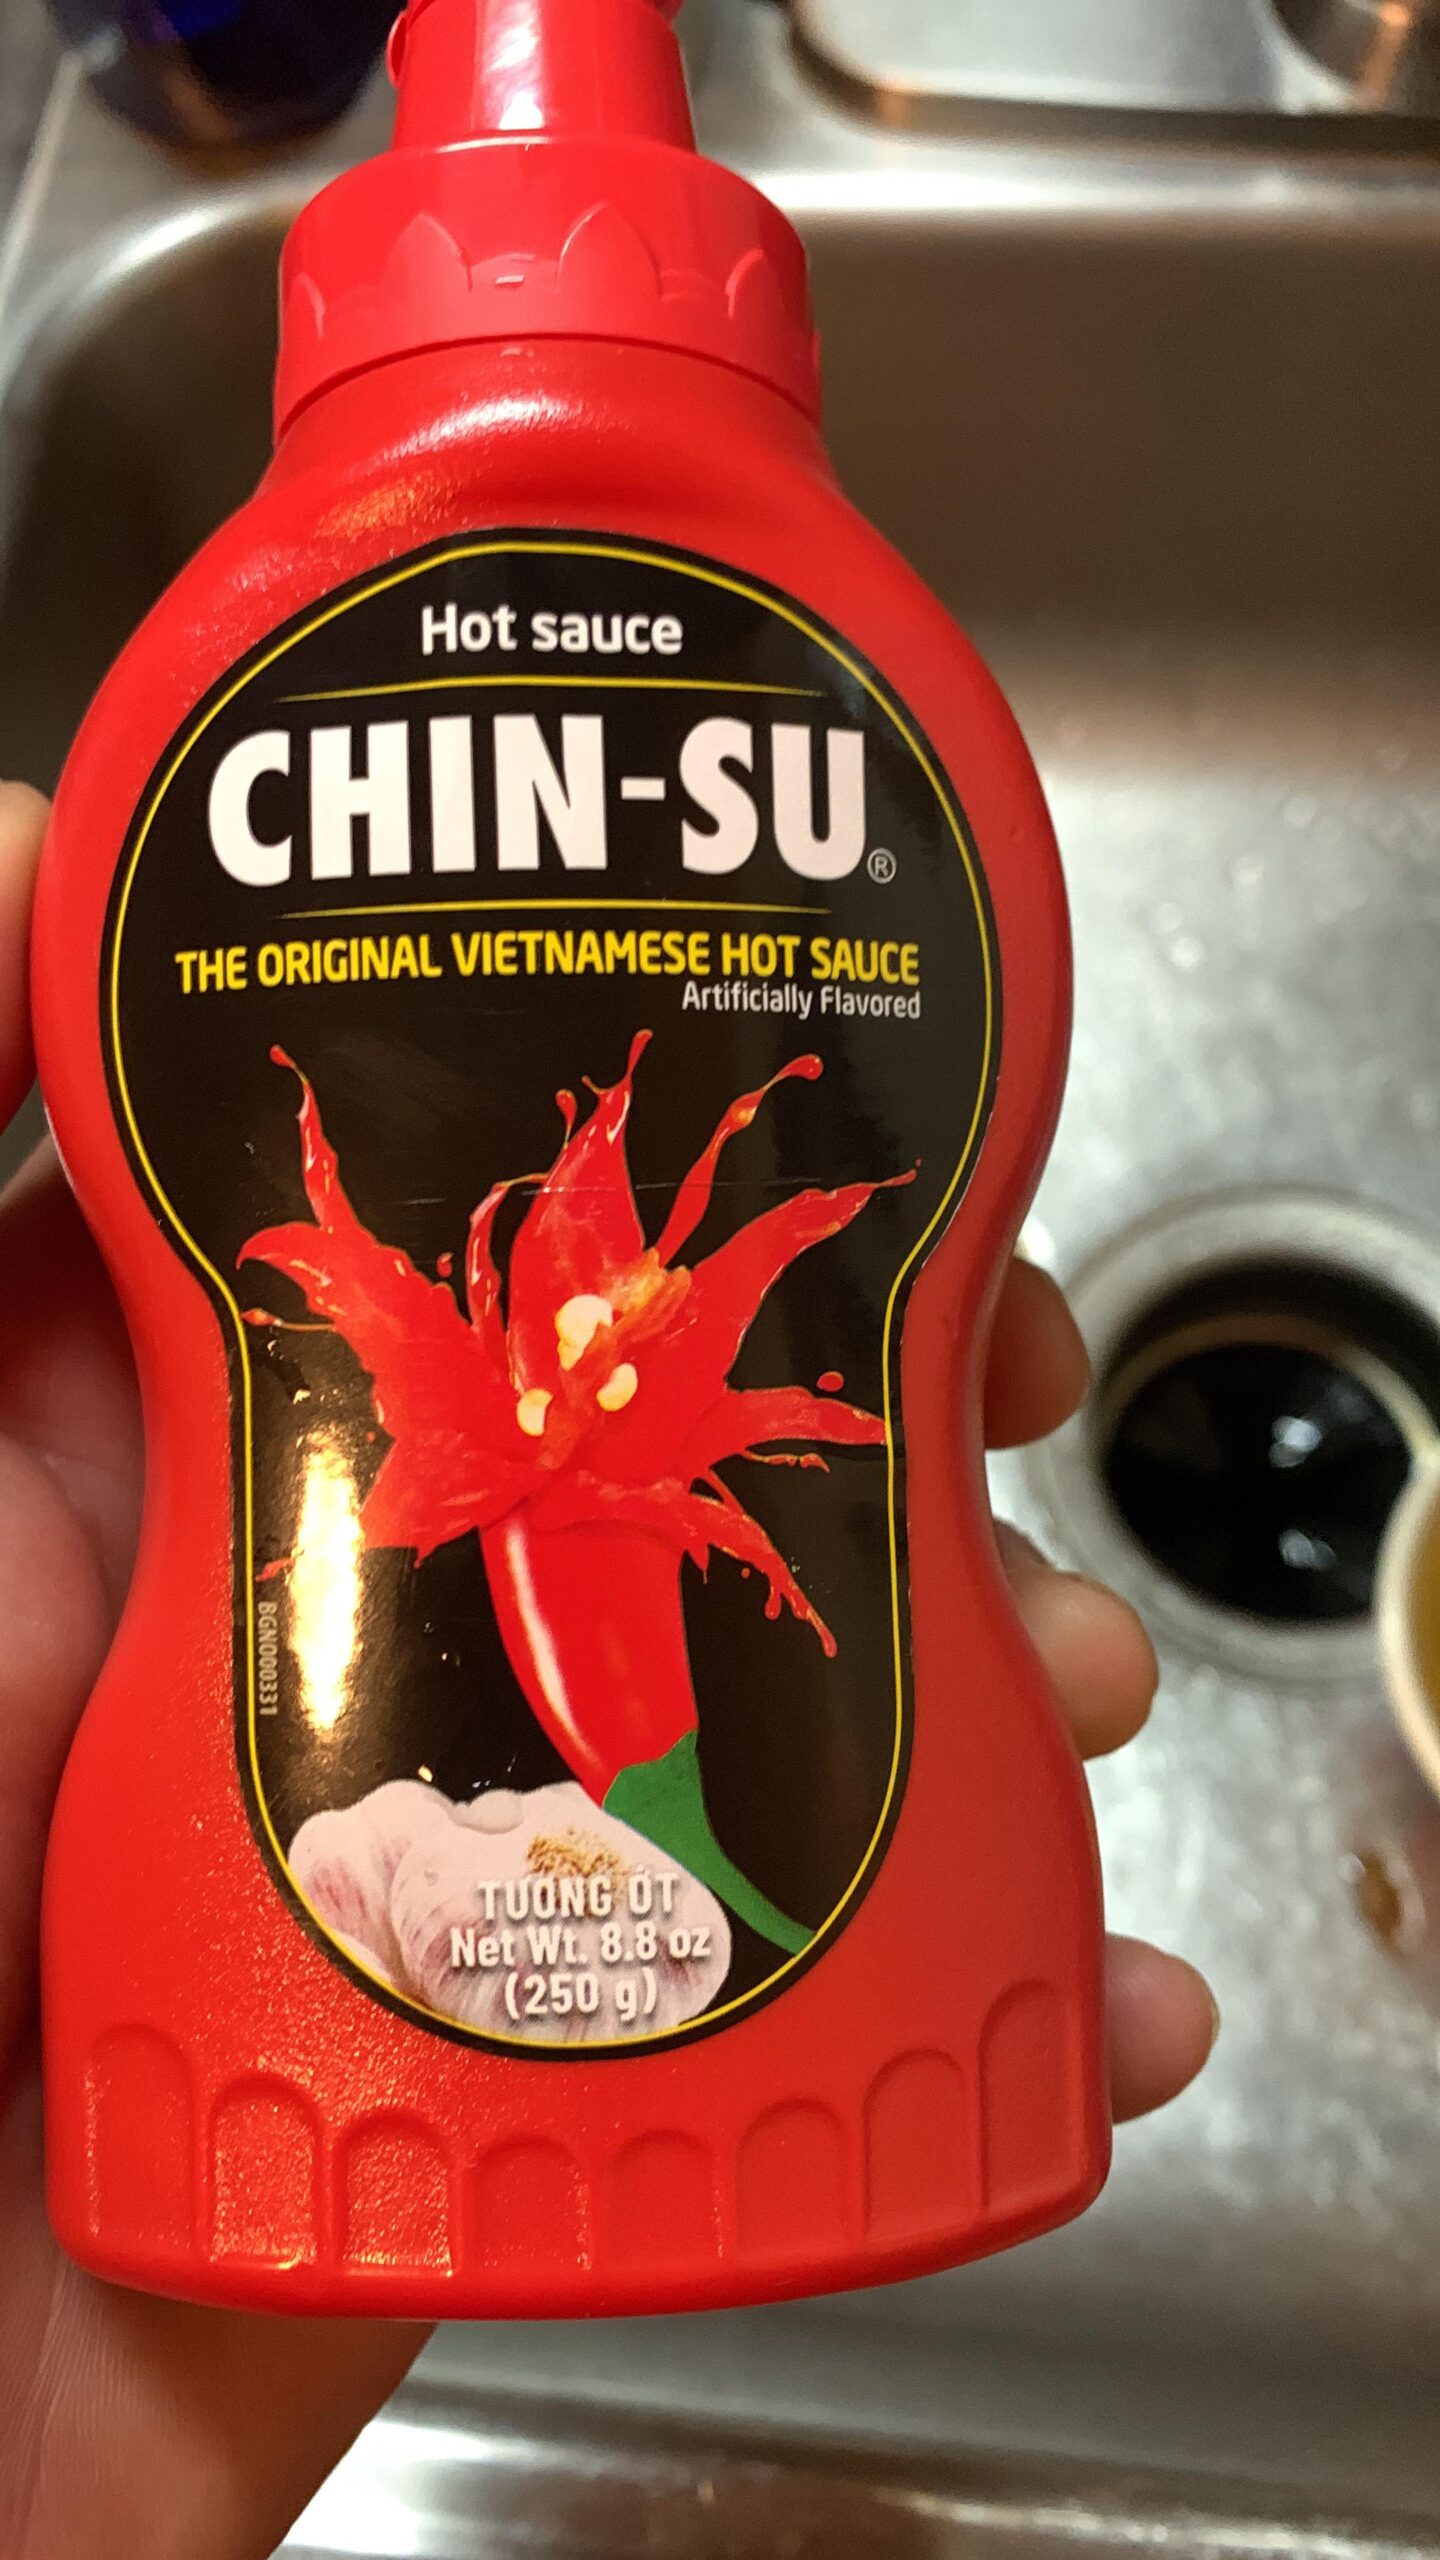 Hot sauce
CHIN-SU®
THE ORIGINAL VIETNAMESE HOT SAUCE
Artificially Flavored
BGN000331
TƯƠNG ỚT
Net Wt. 8.8 oz
(250 g)